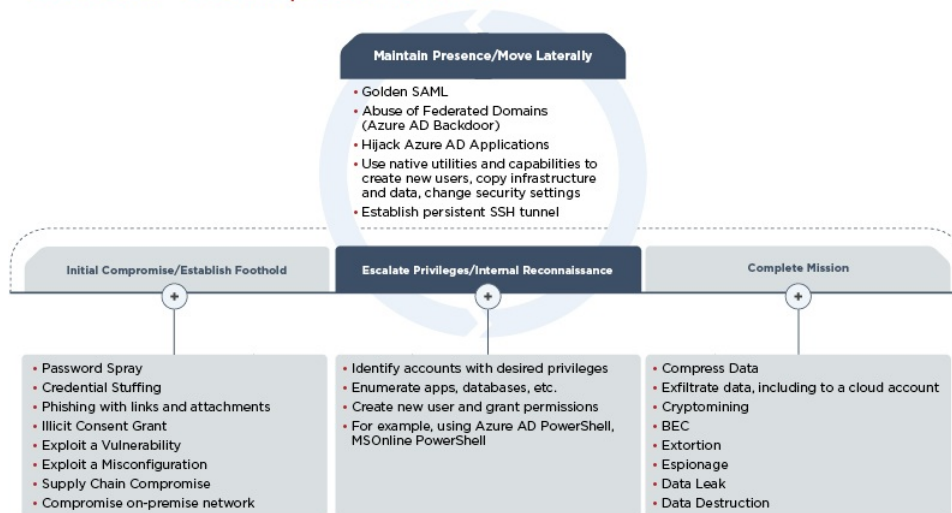 Maintain Presence/Move Laterally
• Golden SAML
• Abuse of Federated Domains
(Azure AD Backdoor)
• Hijack Azure AD Applications
• Use native utilities and capabilities to
create new users, copy infrastructure
and data, change security settings
• Establish persistent SSH tunnel
Initial Compromise/Establish Foothold
Escalate Privileges/Internal Reconnaissance
Complete Mission
+
+
+
• Password Spray
• Credential Stuffing
• Phishing with links and attachments
• Illicit Consent Grant
• Exploit a Vulnerability
• Exploit a Misconfiguration
• Supply Chain Compromise
• Compromise on-premise network
• Identify accounts with desired privileges
• Enumerate apps, databases, etc.
• Create new user and grant permissions
• For example, using Azure AD PowerShell,
MSOnline PowerShell
• Compress Data
• Exfiltrate data, including to a cloud account
• Cryptomining
• BEC
• Extortion
• Espionage
• Data Leak
• Data Destruction